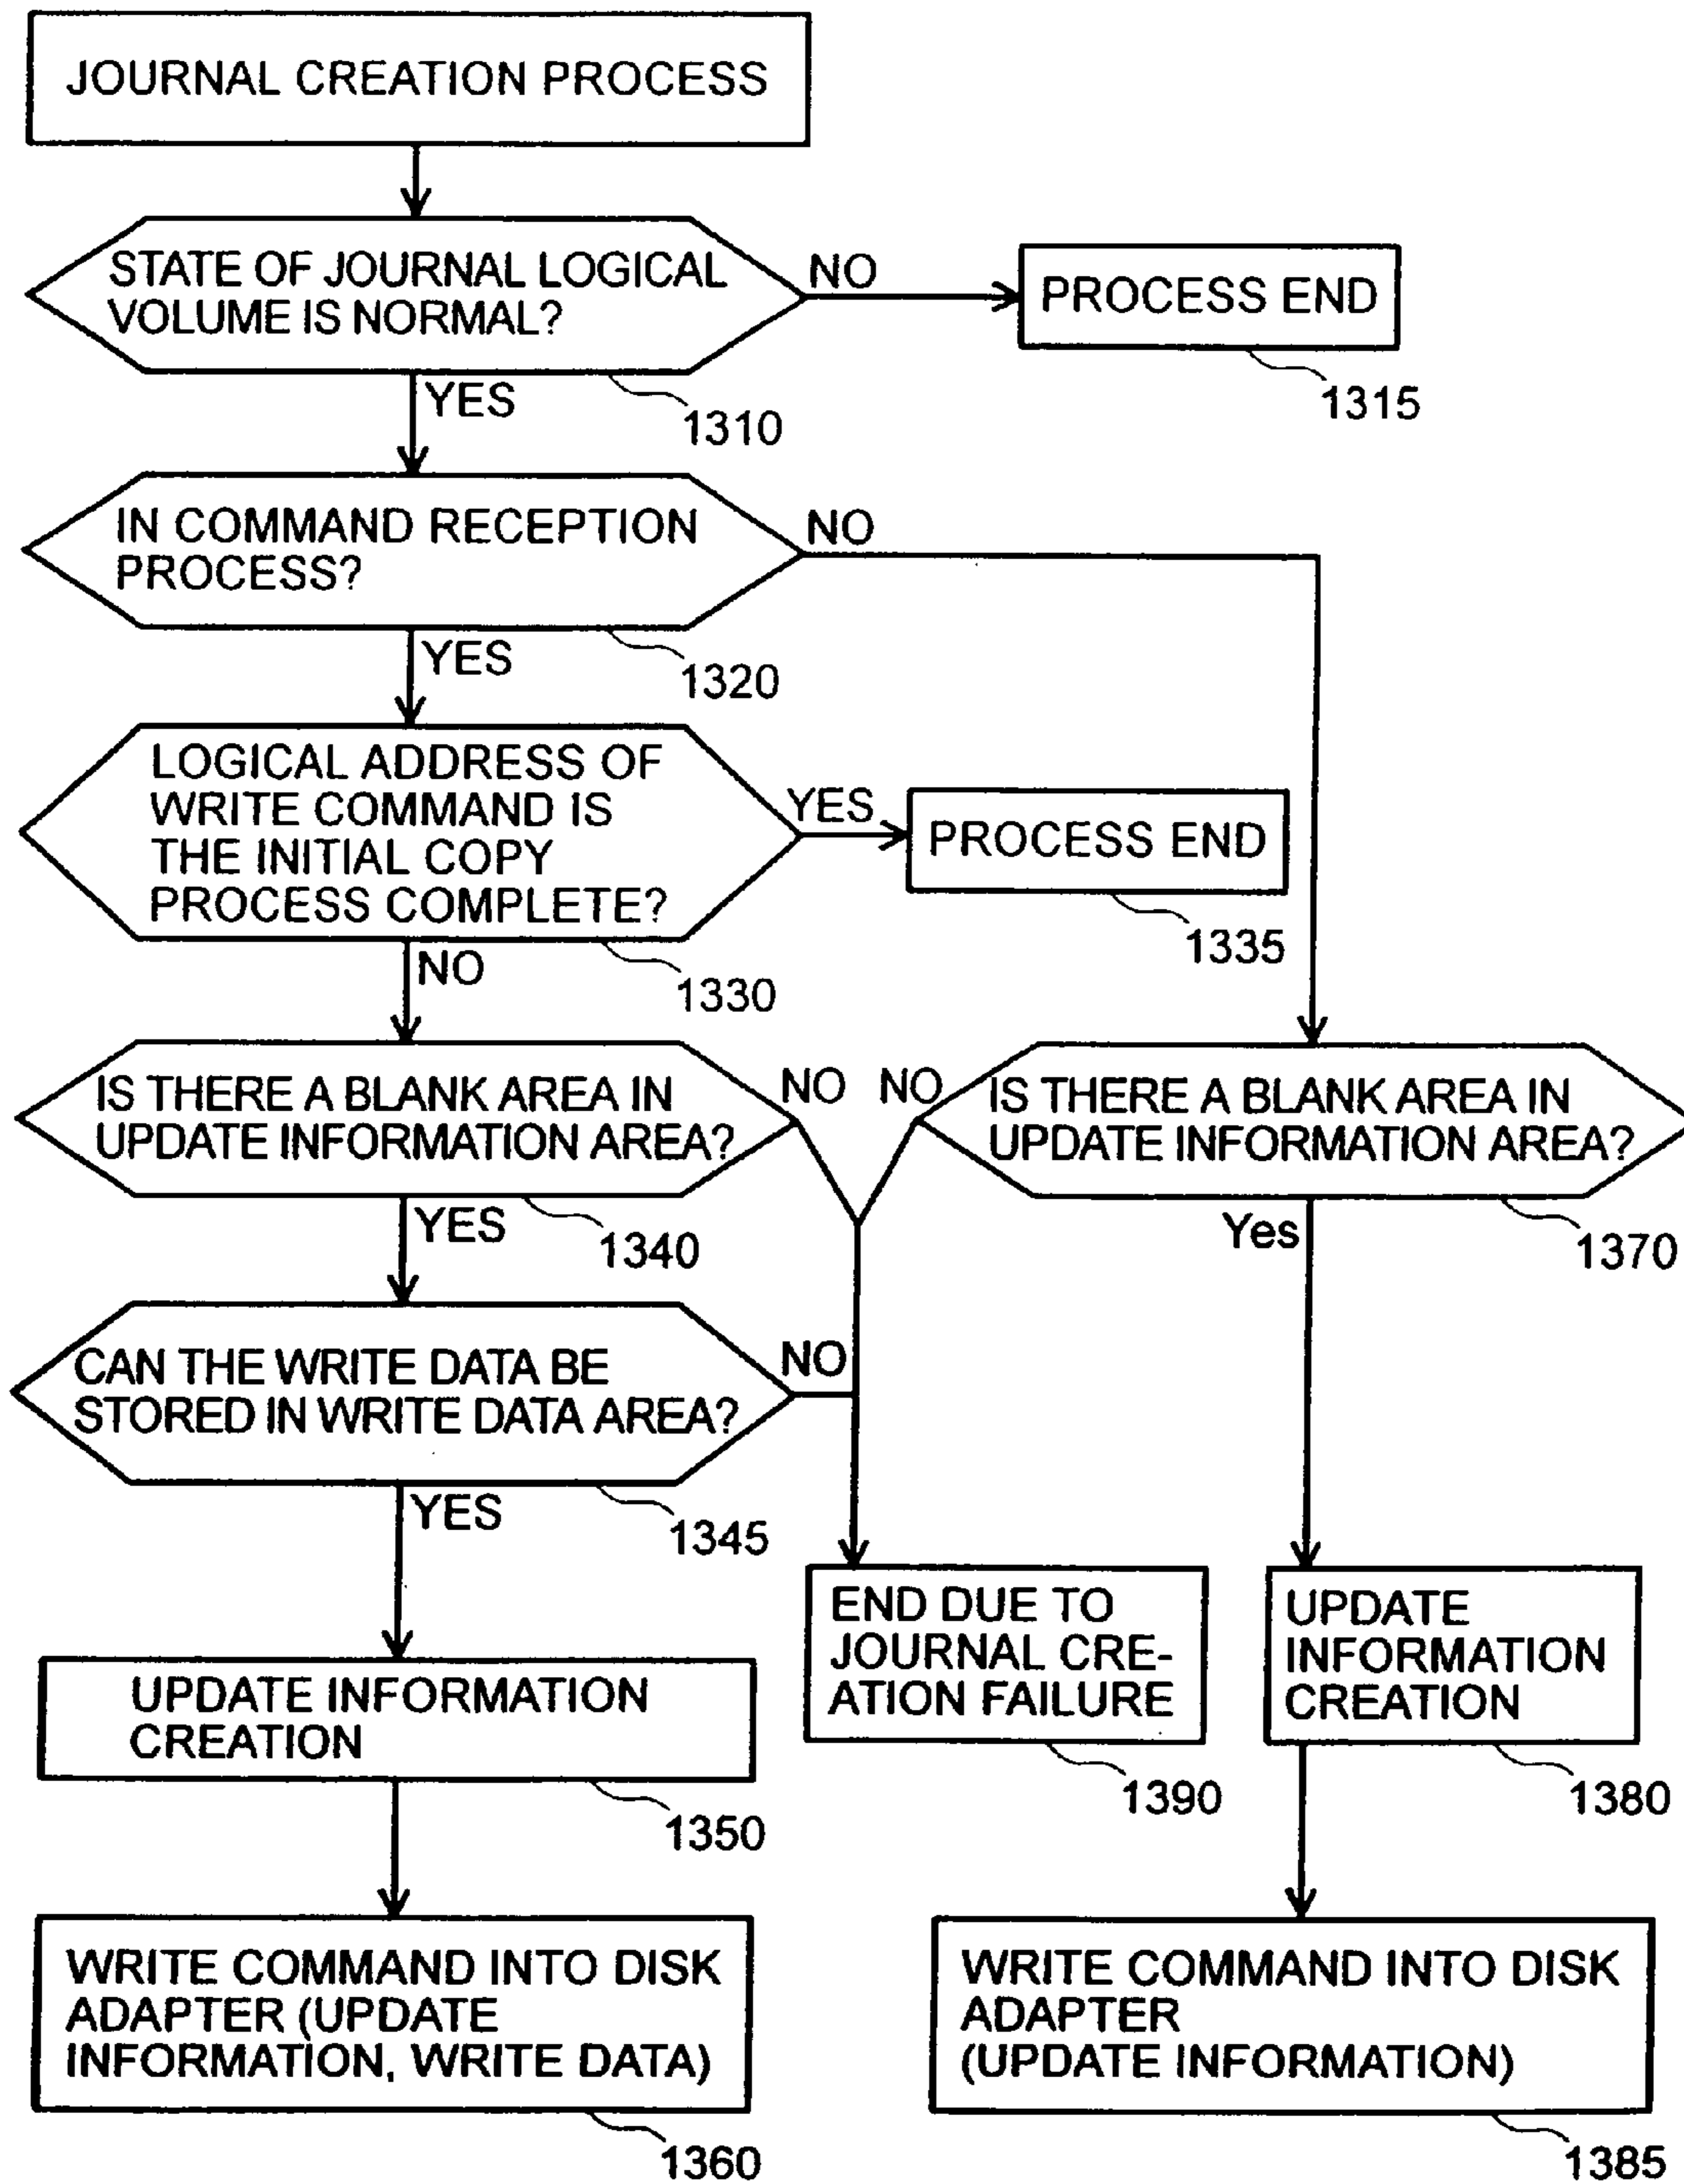 JOURNAL CREATION PROCESS
STATE OF JOURNAL LOGICAL
VOLUME IS NORMAL?
NO
PROCESS END
1315
YES
1310
IN COMMAND RECEPTION
PROCESS?
NO
YES
1320
LOGICAL ADDRESS OF
WRITE COMMAND IS
THE INITIAL COPY
PROCESS COMPLETE?
YES
PROCESS END
1335
NO
1330
IS THERE A BLANK AREA IN
UPDATE INFORMATION AREA?
NO
NO
IS THERE A BLANK AREA IN
UPDATE INFORMATION AREA?
YES
1340
Yes
1370
CAN THE WRITE DATA BE
STORED IN WRITE DATA AREA?
NO
YES
1345
END DUE TO
JOURNAL CRE-
ATION FAILURE
1390
UPDATE
INFORMATION
CREATION
1380
UPDATE INFORMATION
CREATION
1350
WRITE COMMAND INTO DISK
ADAPTER (UPDATE
INFORMATION, WRITE DATA)
1360
WRITE COMMAND INTO DISK
ADAPTER
(UPDATE INFORMATION)
1385